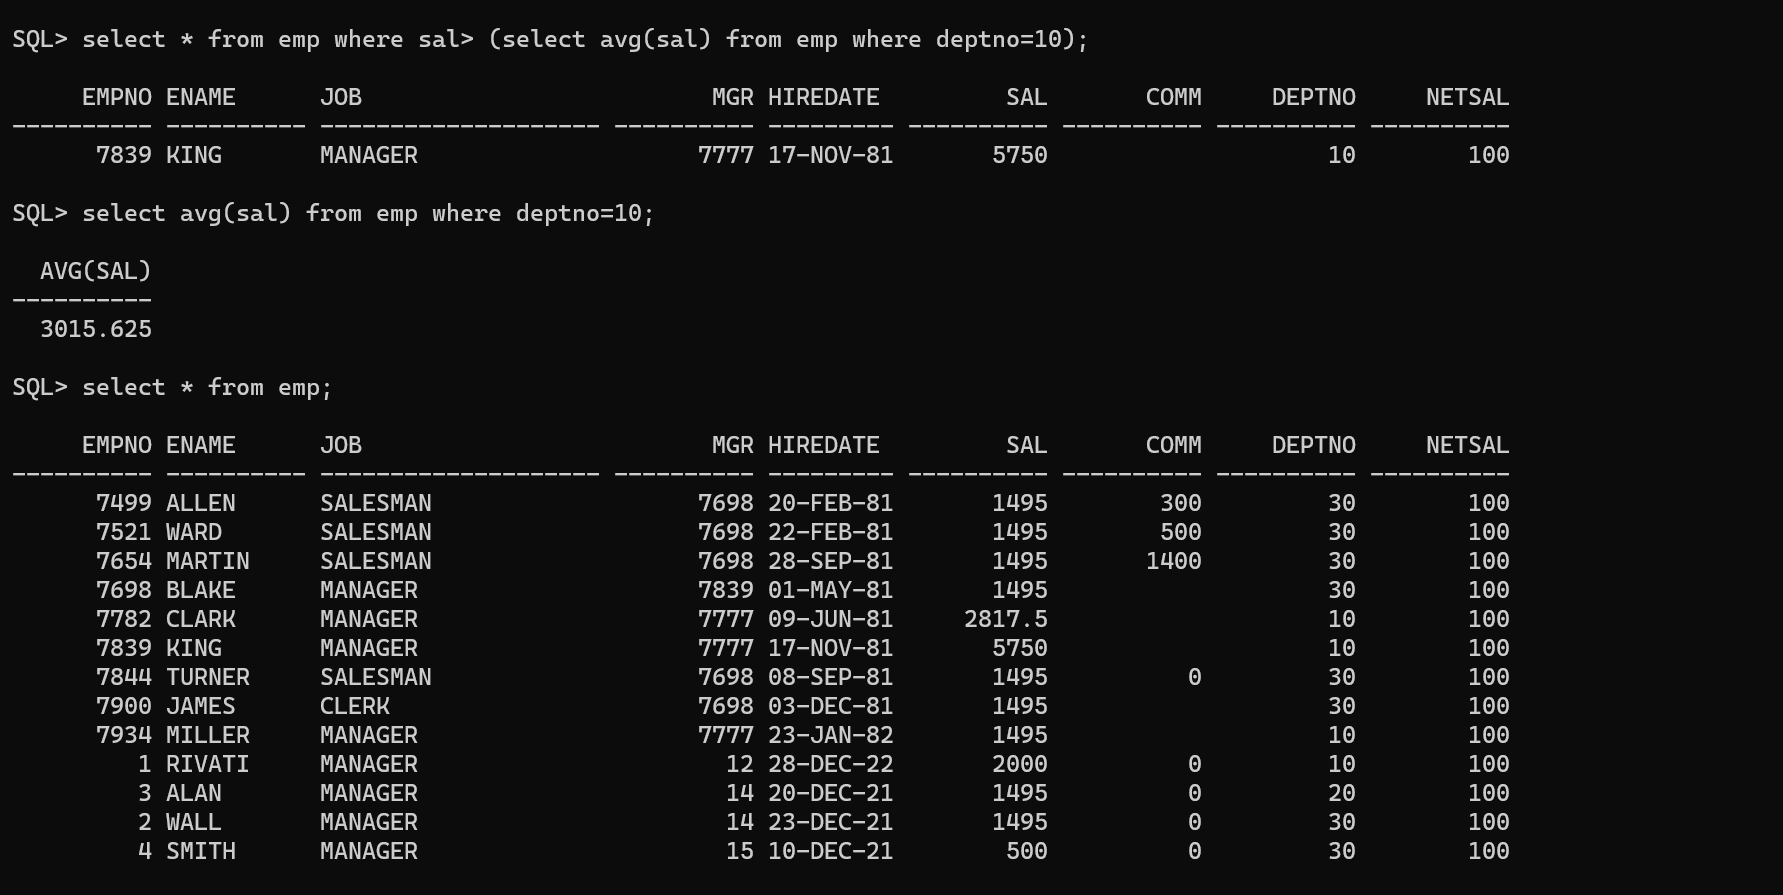 SQL> select * from emp where sal> (select avg(sal) from emp where deptno=10);
EMPNO ENAME JOB MGR HIREDATE SAL COMM DEPTNO NETSAL
---------- ---------- -------------------- ---------- --------- ---------- ---------- ---------- ----------
7839 KING MANAGER 7777 17-NOV-81 5750 10 100
SQL> select avg(sal) from emp where deptno=10;
AVG(SAL)
----------
3015.625
SQL> select * from emp;
EMPNO ENAME JOB MGR HIREDATE SAL COMM DEPTNO NETSAL
---------- ---------- -------------------- ---------- --------- ---------- ---------- ---------- ----------
7499 ALLEN SALESMAN 7698 20-FEB-81 1495 300 30 100
7521 WARD SALESMAN 7698 22-FEB-81 1495 500 30 100
7654 MARTIN SALESMAN 7698 28-SEP-81 1495 1400 30 100
7698 BLAKE MANAGER 7839 01-MAY-81 1495 30 100
7782 CLARK MANAGER 7777 09-JUN-81 2817.5 10 100
7839 KING MANAGER 7777 17-NOV-81 5750 10 100
7844 TURNER SALESMAN 7698 08-SEP-81 1495 0 30 100
7900 JAMES CLERK 7698 03-DEC-81 1495 30 100
7934 MILLER MANAGER 7777 23-JAN-82 1495 10 100
1 RIVATI MANAGER 12 28-DEC-22 2000 0 10 100
3 ALAN MANAGER 14 20-DEC-21 1495 0 20 100
2 WALL MANAGER 14 23-DEC-21 1495 0 30 100
4 SMITH MANAGER 15 10-DEC-21 500 0 30 100